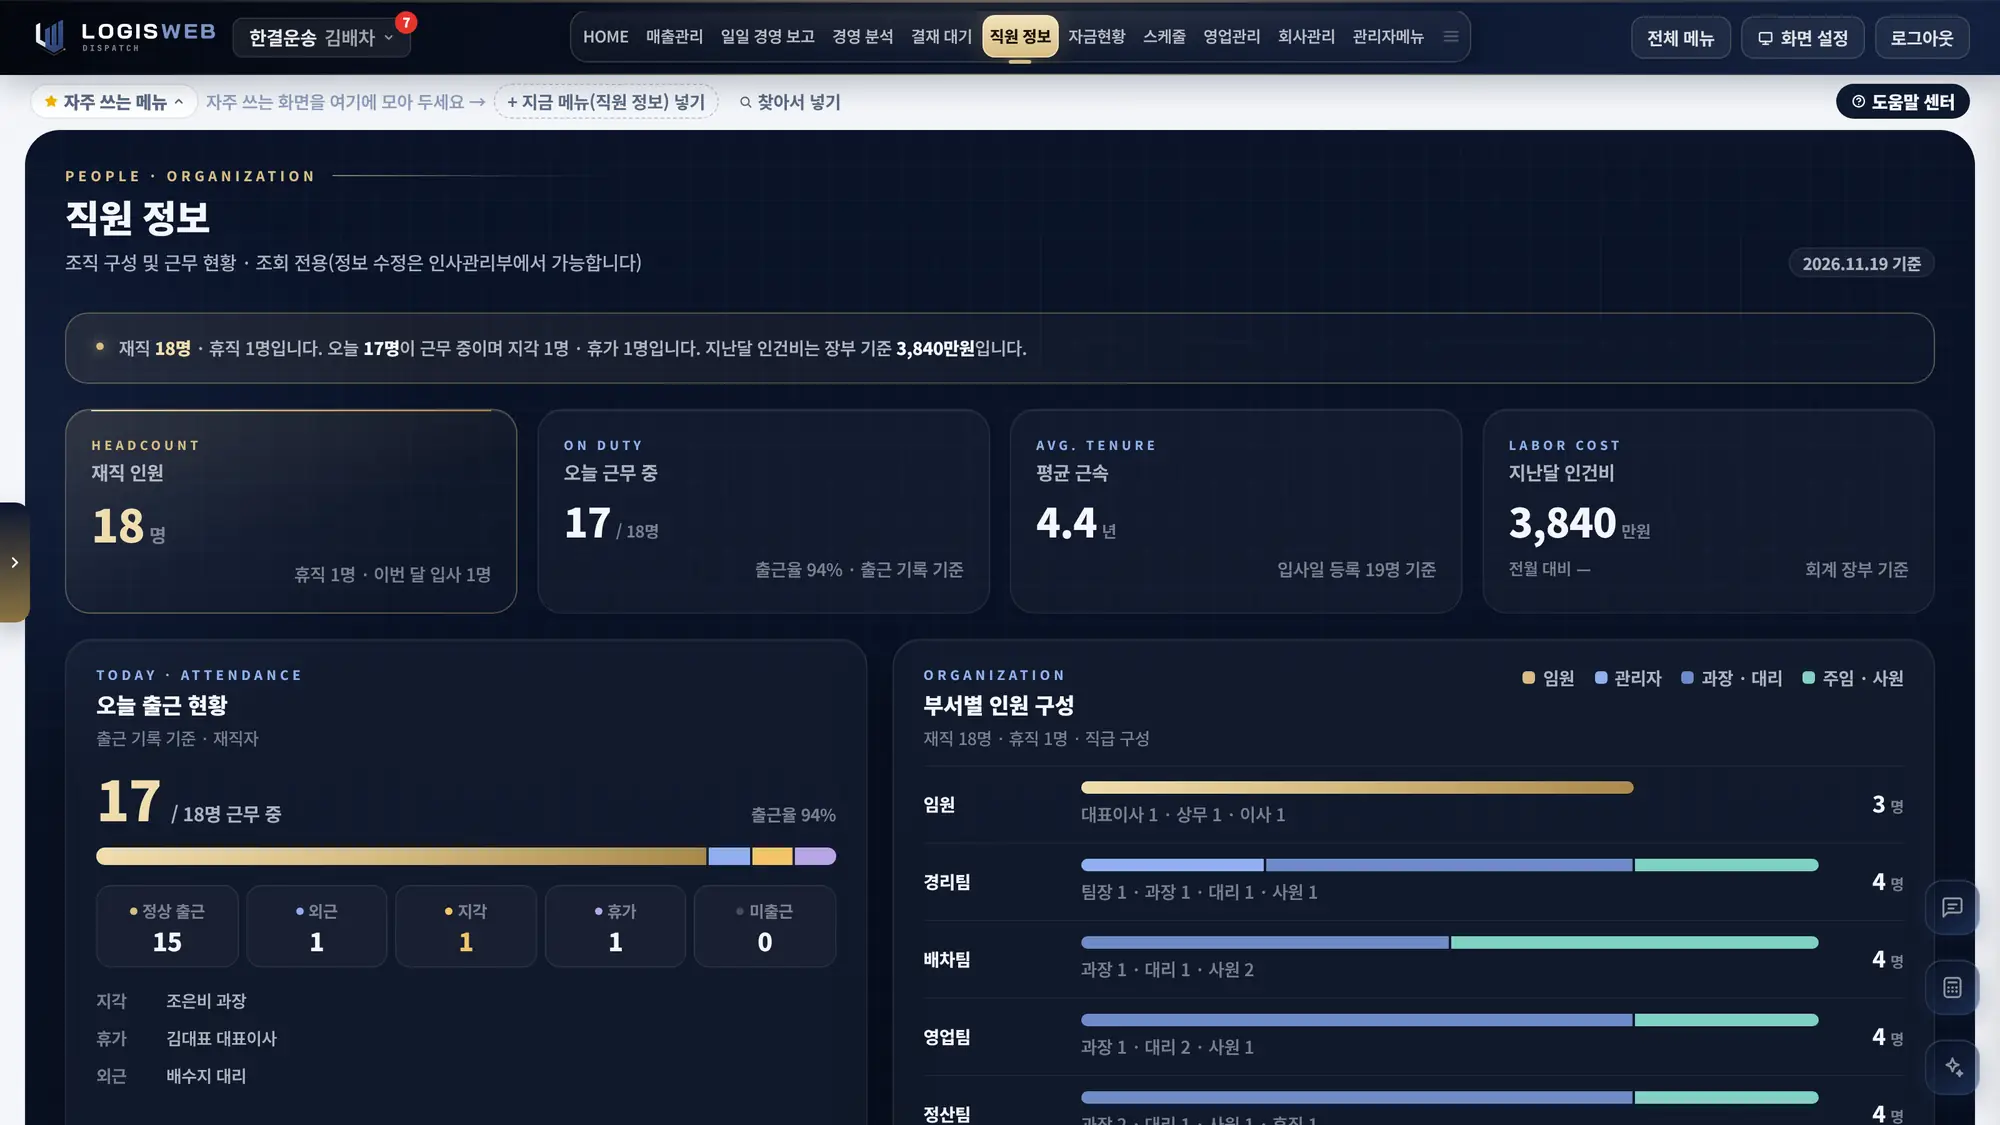 LOGISWEB
DISPATCH
한결운송 김배차
7
HOME 매출관리 일일 경영 보고 경영 분석 결재 대기 직원 정보 자금현황 스케줄 영업관리 회사관리 관리자메뉴
전체 메뉴 화면 설정 로그아웃
자주 쓰는 메뉴 자주 쓰는 화면을 여기에 모아 두세요 → + 지금 메뉴(직원 정보) 넣기 찾아서 넣기
도움말 센터
PEOPLE · ORGANIZATION
직원 정보
조직 구성 및 근무 현황 · 조회 전용(정보 수정은 인사관리부에서 가능합니다)
2026.11.19 기준
재직 18명 · 휴직 1명입니다. 오늘 17명이 근무 중이며 지각 1명 · 휴가 1명입니다. 지난달 인건비는 장부 기준 3,840만원입니다.
HEADCOUNT
재직 인원
18 명
휴직 1명 · 이번 달 입사 1명
ON DUTY
오늘 근무 중
17 / 18명
출근율 94% · 출근 기록 기준
AVG. TENURE
평균 근속
4.4 년
입사일 등록 19명 기준
LABOR COST
지난달 인건비
3,840 만원
전월 대비 — 회계 장부 기준
TODAY · ATTENDANCE
오늘 출근 현황
출근 기록 기준 · 재직자
17 / 18명 근무 중 출근율 94%
정상 출근 15
외근 1
지각 1
휴가 1
미출근 0
지각 조은비 과장
휴가 김대표 대표이사
외근 배수지 대리
ORGANIZATION
부서별 인원 구성
재직 18명 · 휴직 1명 · 직급 구성
임원 관리자 과장 · 대리 주임 · 사원
임원 3 명
대표이사 1 · 상무 1 · 이사 1
경리팀 4 명
팀장 1 · 과장 1 · 대리 1 · 사원 1
배차팀 4 명
과장 1 · 대리 1 · 사원 2
영업팀 4 명
과장 1 · 대리 2 · 사원 1
정산팀 4 명
과장 2 · 대리 1 · 사원 1 · 휴직 1